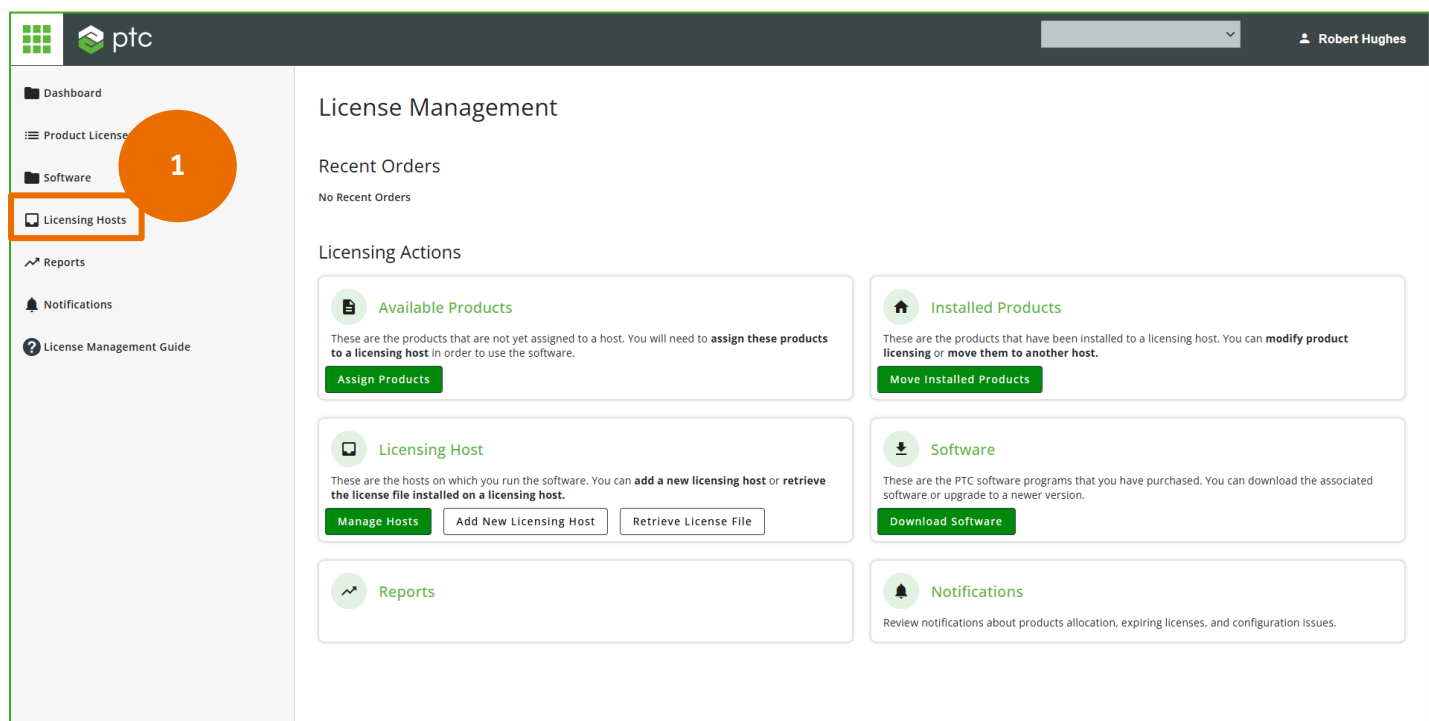 ptc
Robert Hughes
Dashboard
Product License
1
Software
Licensing Hosts
Reports
Notifications
License Management Guide
License Management
Recent Orders
No Recent Orders
Licensing Actions
Available Products
These are the products that are not yet assigned to a host. You will need to assign these products
to a licensing host in order to use the software.
Assign Products
Installed Products
These are the products that have been installed to a licensing host. You can modify product
licensing or move them to another host.
Move Installed Products
Licensing Host
These are the hosts on which you run the software. You can add a new licensing host or retrieve
the license file installed on a licensing host.
Manage Hosts
Add New Licensing Host
Retrieve License File
Software
These are the PTC software programs that you have purchased. You can download the associated
software or upgrade to a newer version.
Download Software
Reports
Notifications
Review notifications about products allocation, expiring licenses, and configuration issues.